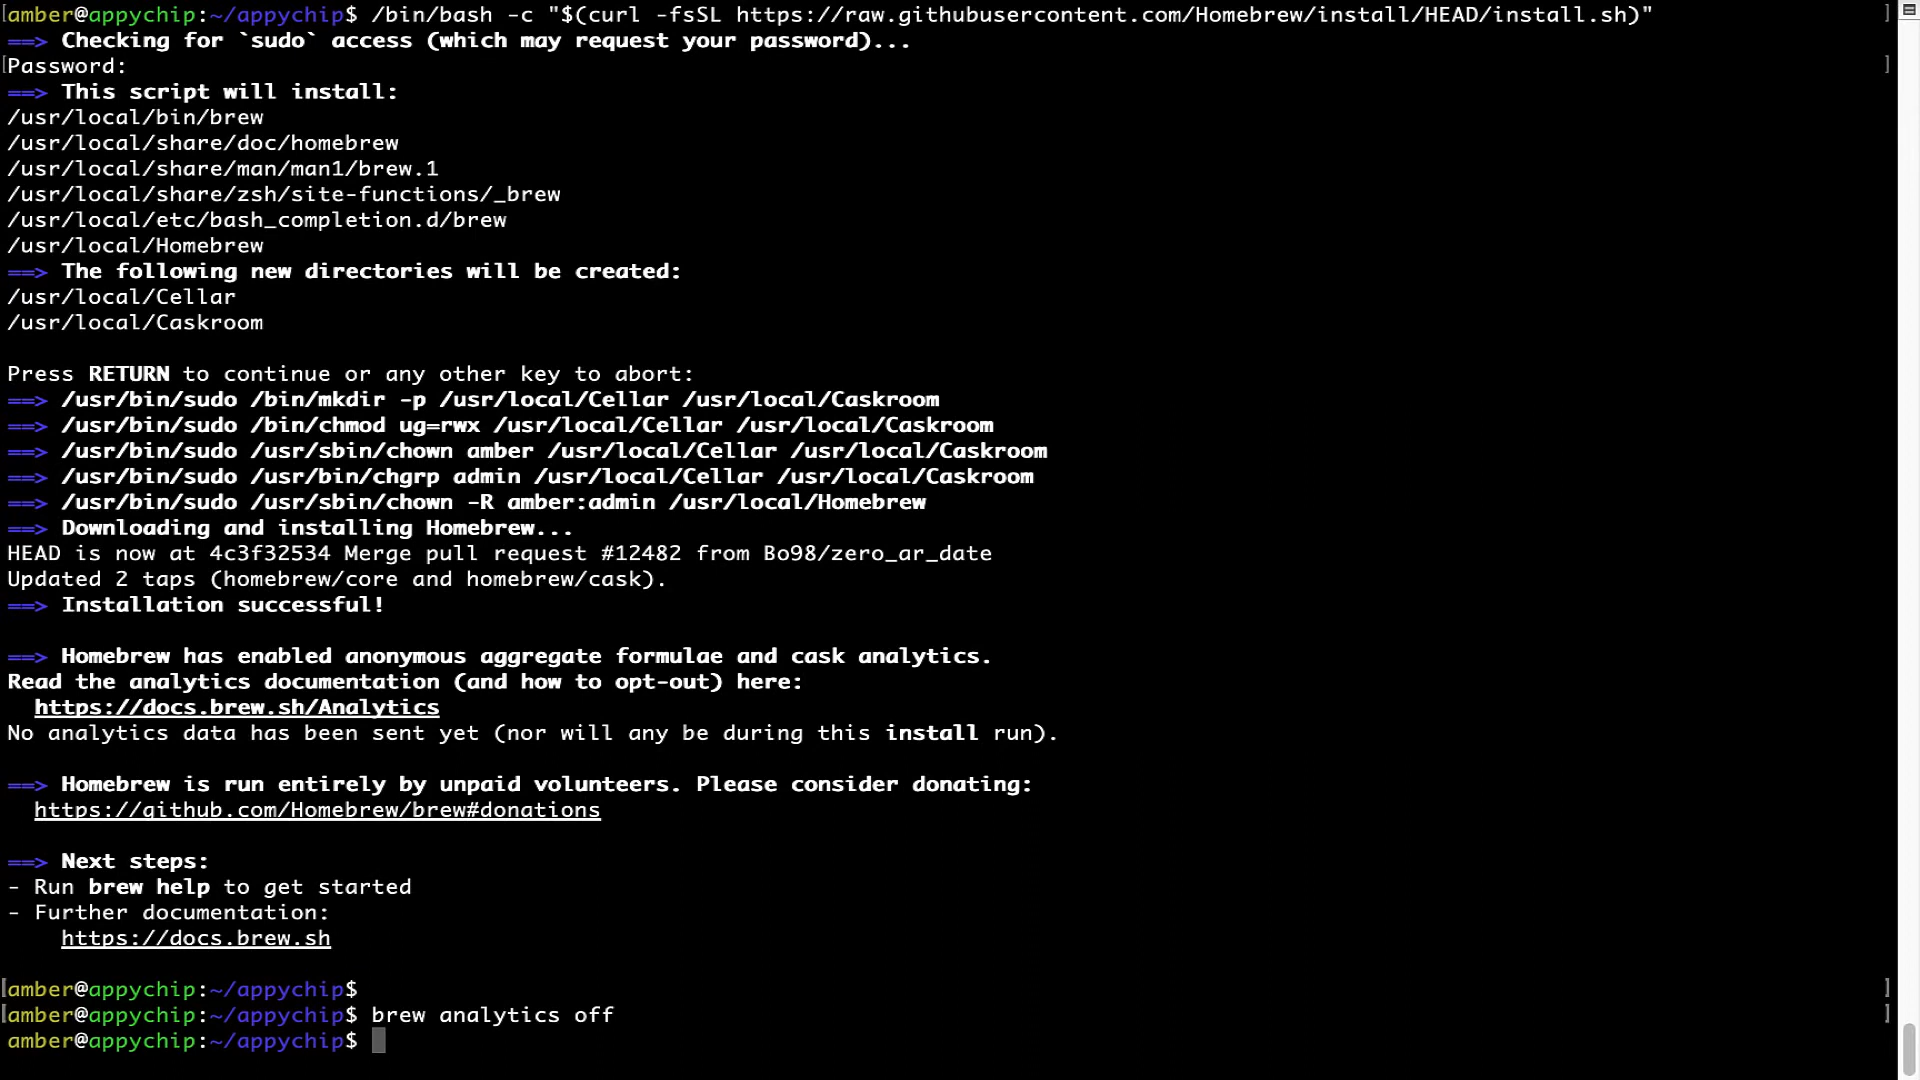 amber@appychip:~/appychip$ /bin/bash -c "$(curl -fsSL https://raw.githubusercontent.com/Homebrew/install/HEAD/install.sh)"
==> Checking for `sudo` access (which may request your password)...
Password:
==> This script will install:
/usr/local/bin/brew
/usr/local/share/doc/homebrew
/usr/local/share/man/man1/brew.1
/usr/local/share/zsh/site-functions/_brew
/usr/local/etc/bash_completion.d/brew
/usr/local/Homebrew
==> The following new directories will be created:
/usr/local/Cellar
/usr/local/Caskroom
Press RETURN to continue or any other key to abort:
==> /usr/bin/sudo /bin/mkdir -p /usr/local/Cellar /usr/local/Caskroom
==> /usr/bin/sudo /bin/chmod ug=rwx /usr/local/Cellar /usr/local/Caskroom
==> /usr/bin/sudo /usr/sbin/chown amber /usr/local/Cellar /usr/local/Caskroom
==> /usr/bin/sudo /usr/bin/chgrp admin /usr/local/Cellar /usr/local/Caskroom
==> /usr/bin/sudo /usr/sbin/chown -R amber:admin /usr/local/Homebrew
==> Downloading and installing Homebrew...
HEAD is now at 4c3f32534 Merge pull request #12482 from Bo98/zero_ar_date
Updated 2 taps (homebrew/core and homebrew/cask).
==> Installation successful!
==> Homebrew has enabled anonymous aggregate formulae and cask analytics.
Read the analytics documentation (and how to opt-out) here:
https://docs.brew.sh/Analytics
No analytics data has been sent yet (nor will any be during this install run).
==> Homebrew is run entirely by unpaid volunteers. Please consider donating:
https://github.com/Homebrew/brew#donations
==> Next steps:
- Run brew help to get started
- Further documentation:
https://docs.brew.sh
amber@appychip:~/appychip$
amber@appychip:~/appychip$ brew analytics off
amber@appychip:~/appychip$